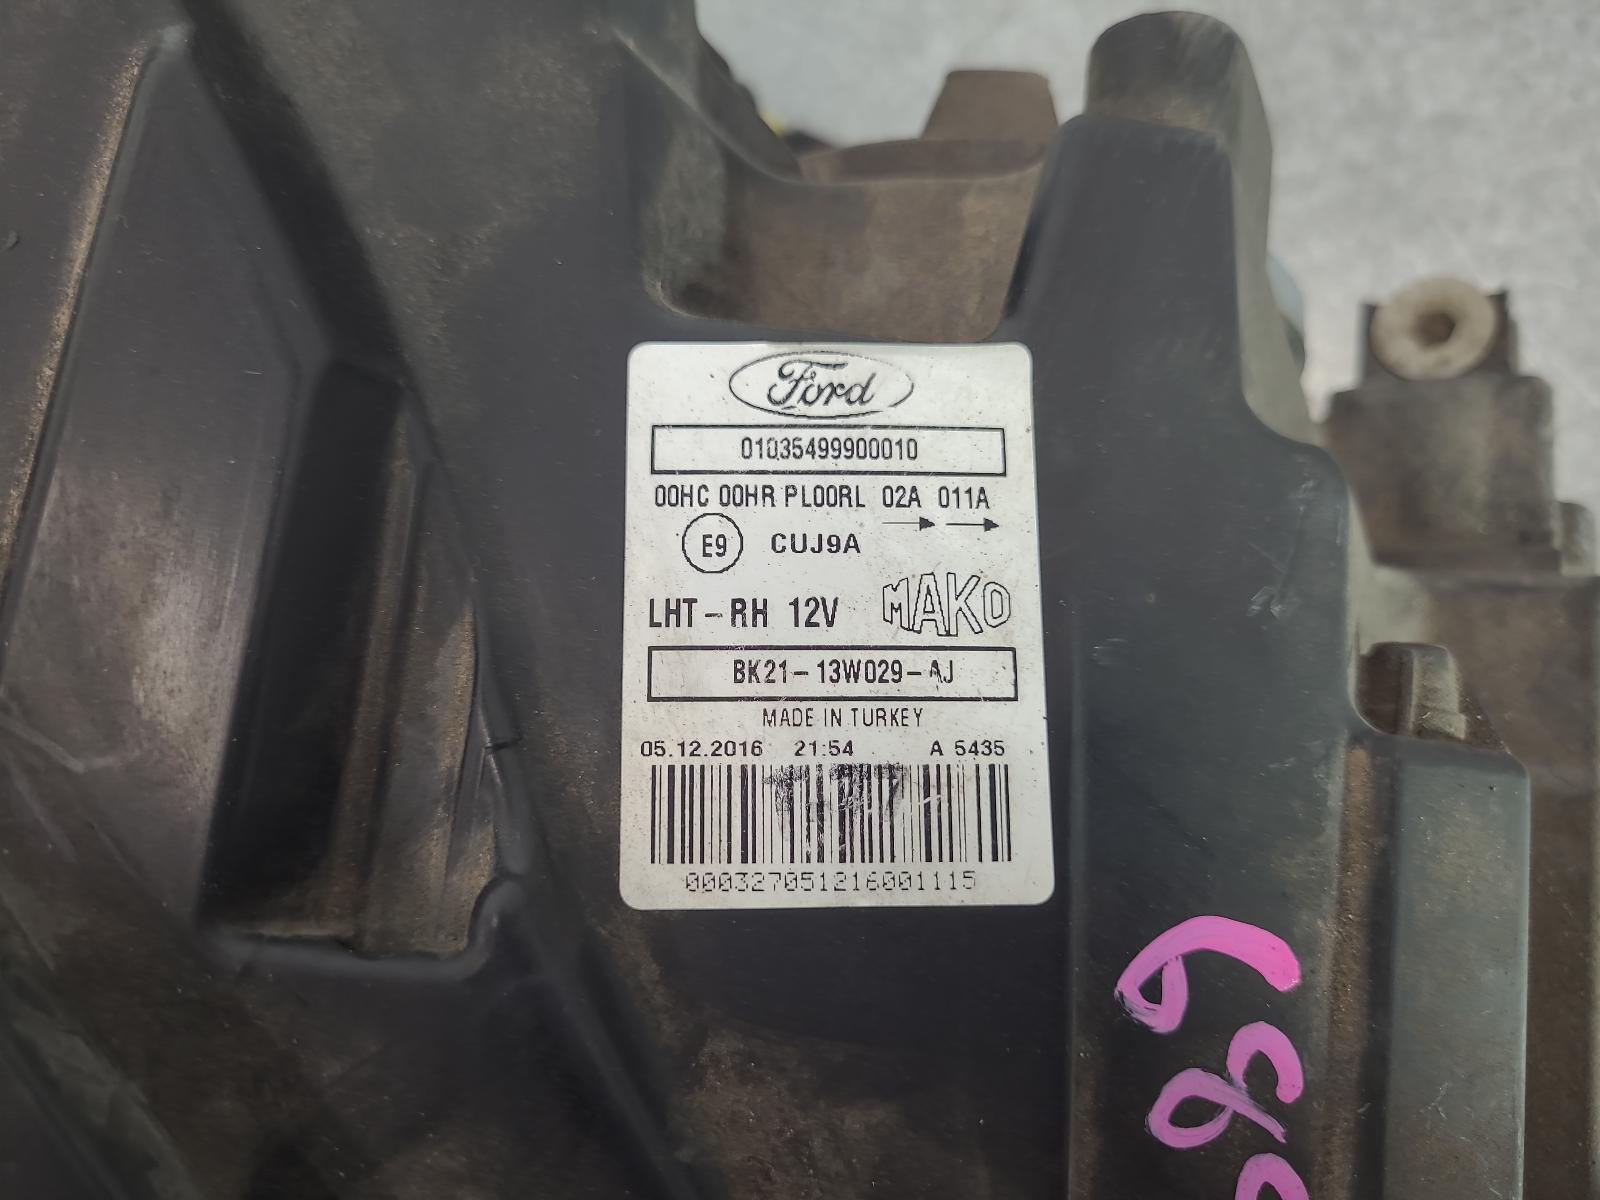 Ford
01035499900010
00HC 00HR PL00RL 02A 011A
E9 CUJ9A
LHT-RH 12V MAKO
BK21-13W029-AJ
MADE IN TURKEY
05.12.2016 21:54 A 5435
000327051216001115